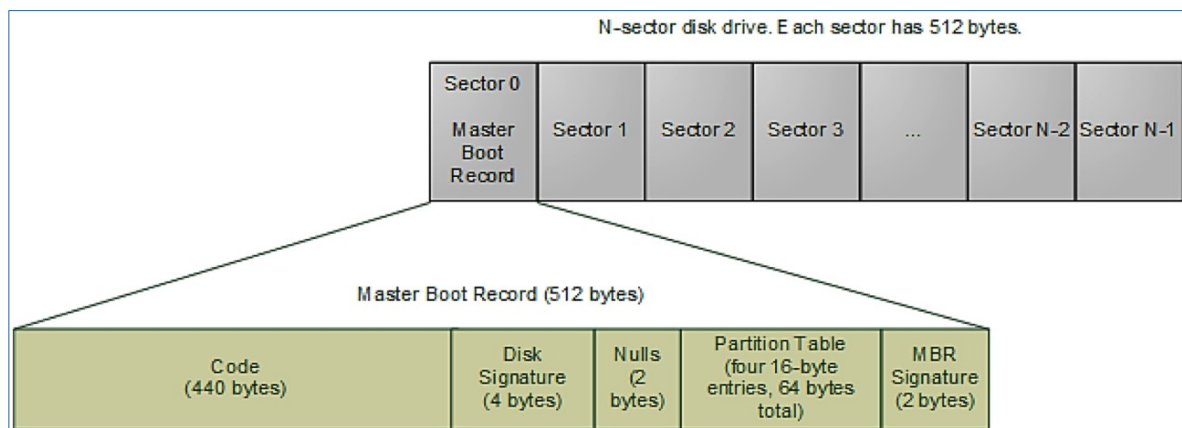 N-sector disk drive. Each sector has 512 bytes.
Sector 0
Master
Boot
Record
Sector 1
Sector 2
Sector 3
...
Sector N-2
Sector N-1
Master Boot Record (512 bytes)
Code
(440 bytes)
Disk
Signature
(4 bytes)
Nulls
(2
bytes)
Partition Table
(four 16-byte
entries, 64 bytes
total)
MBR
Signature
(2 bytes)